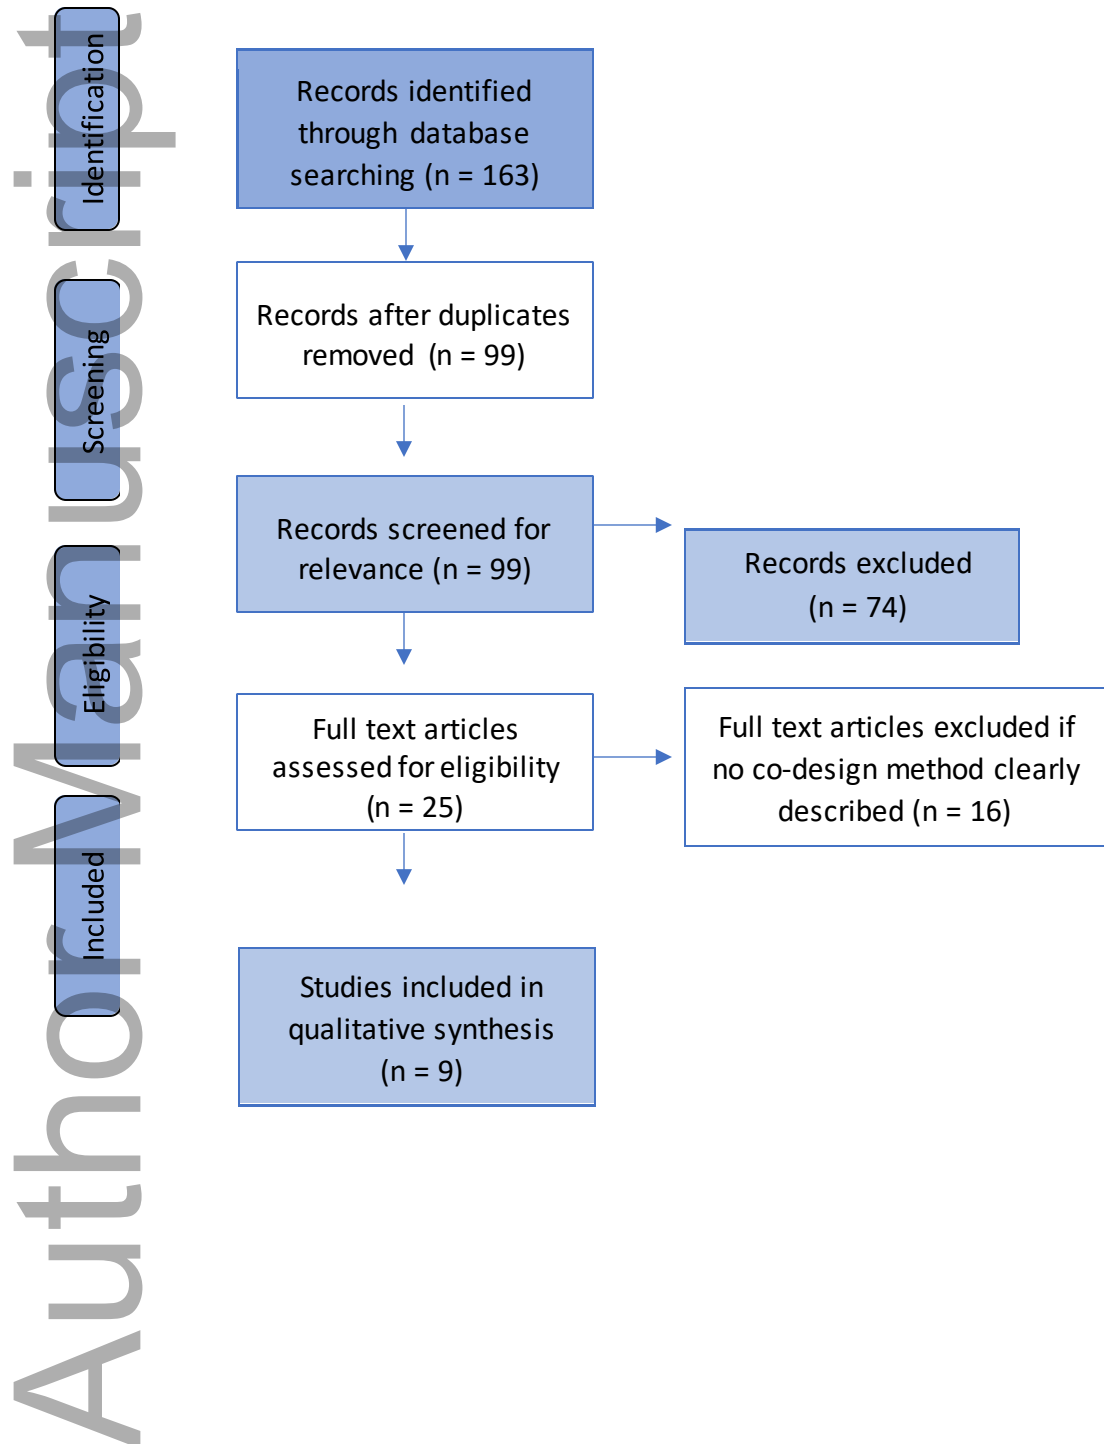 Author Manuscript
Identification
Records identified
through database
searching (n = 163)
Records after duplicates
removed (n = 99)
Screening
Records screened for
relevance (n = 99)
Records excluded
(n = 74)
Eligibility
Full text articles
assessed for eligibility
(n = 25)
Full text articles excluded if
no co-design method clearly
described (n = 16)
Included
Studies included in
qualitative synthesis
(n = 9)